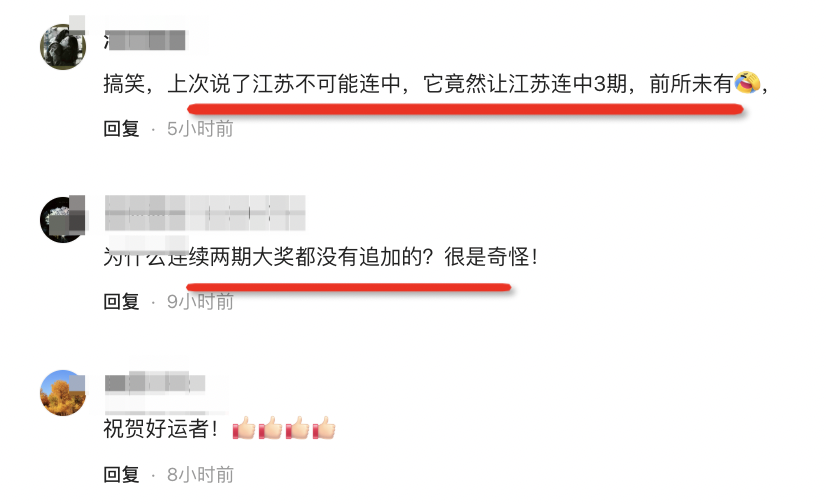 搞笑，上次说了江苏不可能连中，它竟然让江苏连中3期，前所未有🤣，
回复 · 5小时前
为什么连续两期大奖都没有追加的？很是奇怪！
回复 · 9小时前
祝贺好运者！👍👍👍👍
回复 · 8小时前